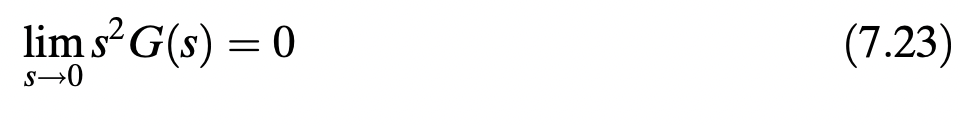 lim s→0 s²G(s) = 0 (7.23)